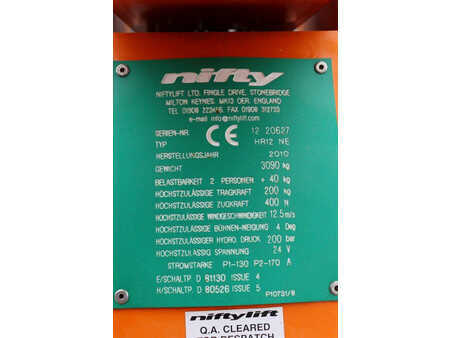 nifty
NIFTYLIFT LTD. FINGLE DRIVE, STONEBRIDGE
MILTON KEYNES. MK13 OER. ENGLAND
TEL 01908 223456. FAX 01908 312733
e-mail info@niftylift.com
SERIEN-NR. CE 12 20627
TYP HR12 NE
HERSTELLUNGSJAHR 2010
GEWICHT 3090 kg
BELASTBARKEIT 2 PERSONEN + 40 kg
HÖCHSTZULÄSSIGE TRAGKRAFT 200 kg
HÖCHSTZULÄSSIGE ZUGKRAFT 400 N
HÖCHSTZULÄSSIGE WINDGESCHWINDIGKEIT 12.5 m/s
HÖCHSTZULÄSSIGE BÜHNEN-NEIGUNG 4 Deg
HÖCHSTZULÄSSIGER HYDRO. DRUCK 200 bar
HÖCHSTZULÄSSIG SPANNUNG 24 V
STROMSTARKE P1-130 P2-170 A
E/SCHALTP. D 81130 ISSUE 4
H/SCHALTP. D 80526 ISSUE 5
P10731/B
niftylift
Q.A. CLEARED
FOR DESPATCH